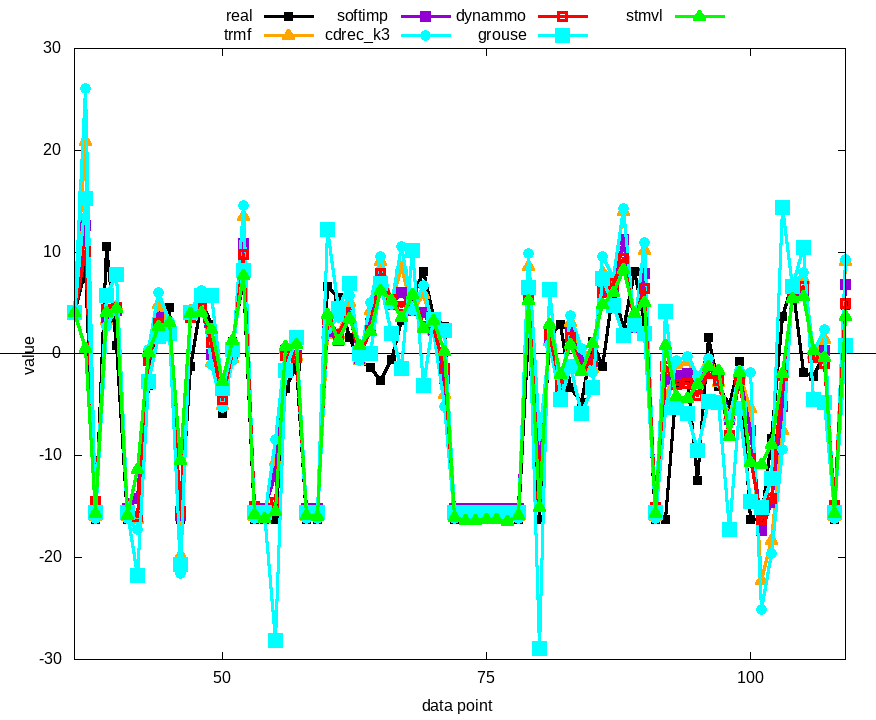 real softimp dynammo stmvl
trmf cdrec_k3 grouse
30
20
10
0
-10
-20
-30
value
50 75 100
data point